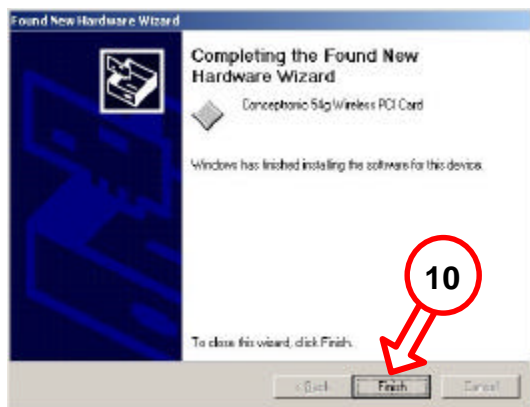 Found New Hardware Wizard
Completing the Found New
Hardware Wizard
Conceptronic 54g Wireless PCI Card
Windows has finished installing the software for this device.
10
To close this wizard, click Finish.
< Back
Finish
Cancel